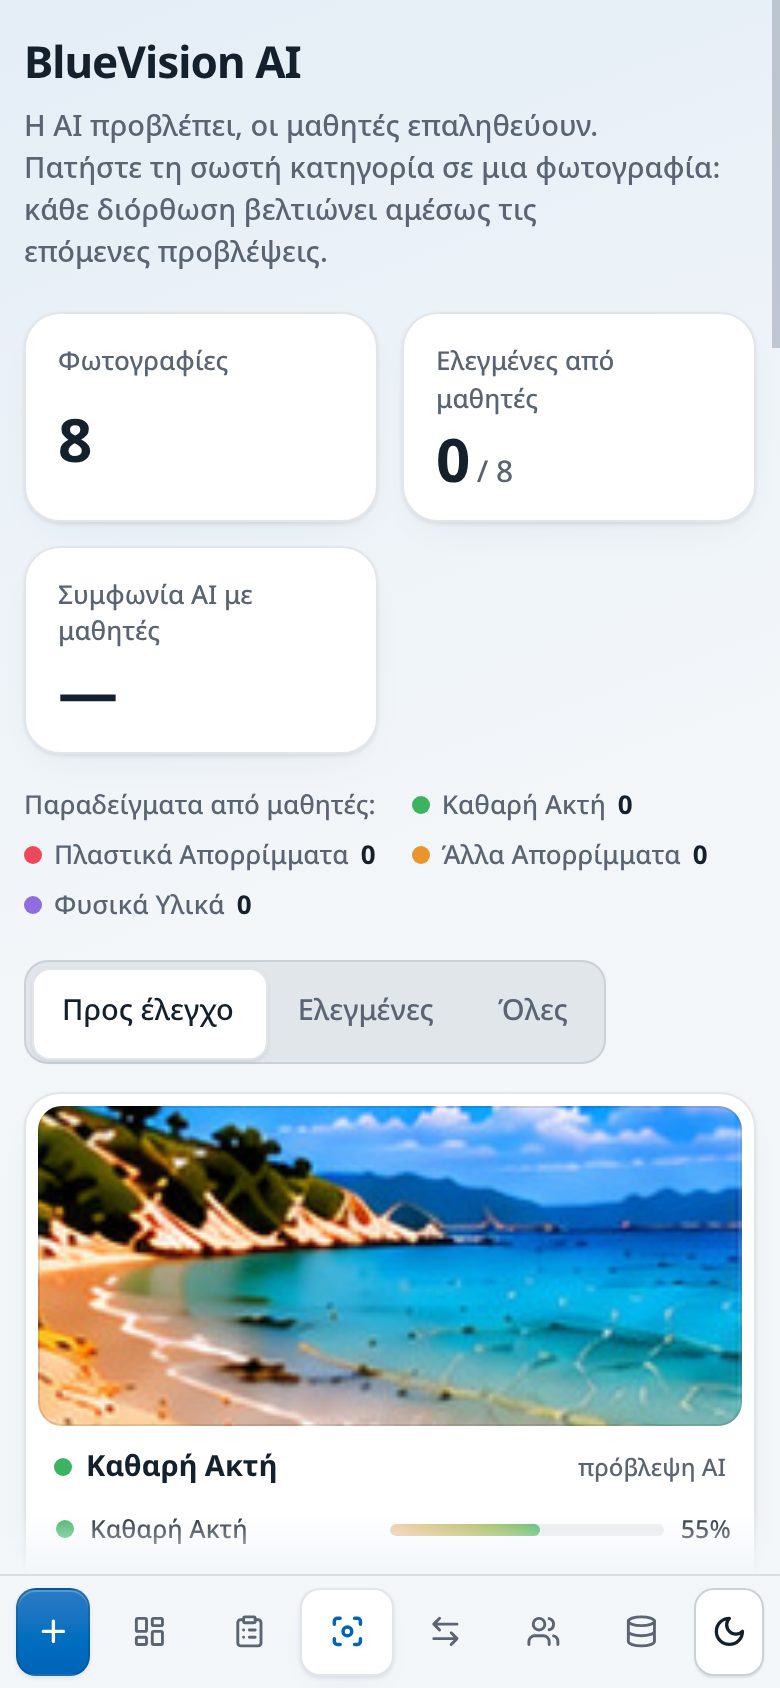 BlueVision AI
Η AI προβλέπει, οι μαθητές επαληθεύουν.
Πατήστε τη σωστή κατηγορία σε μια φωτογραφία:
κάθε διόρθωση βελτιώνει αμέσως τις
επόμενες προβλέψεις.
Φωτογραφίες
8
Ελεγμένες από
μαθητές
0 / 8
Συμφωνία AI με
μαθητές
—
Παραδείγματα από μαθητές:
Καθαρή Ακτή 0
Πλαστικά Απορρίμματα 0
Άλλα Απορρίμματα 0
Φυσικά Υλικά 0
Προς έλεγχο
Ελεγμένες
Όλες
Καθαρή Ακτή
πρόβλεψη AI
Καθαρή Ακτή
55%